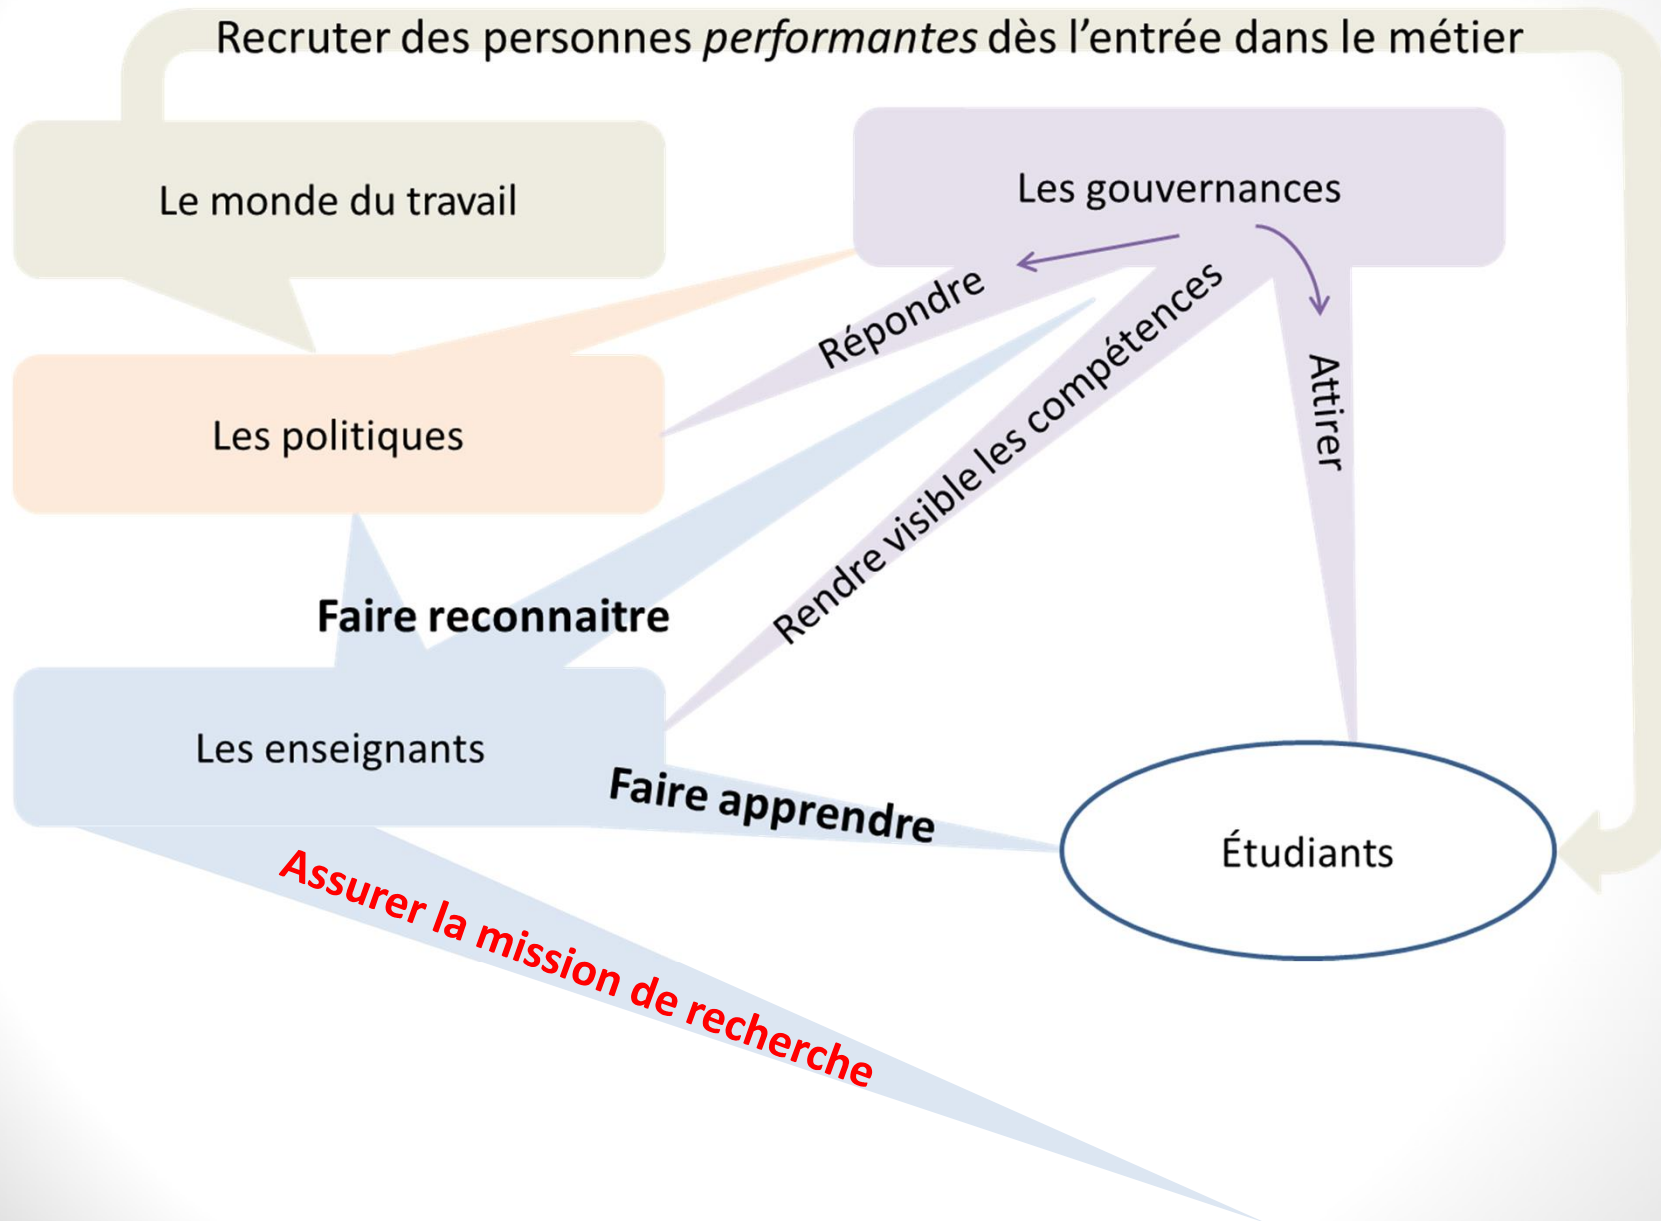 Recruter des personnes performantes dès l’entrée dans le métier
Le monde du travail
Les gouvernances
Répondre
Rendre visible les compétences
Attirer
Les politiques
Faire reconnaitre
Les enseignants
Faire apprendre
Étudiants
Assurer la mission de recherche